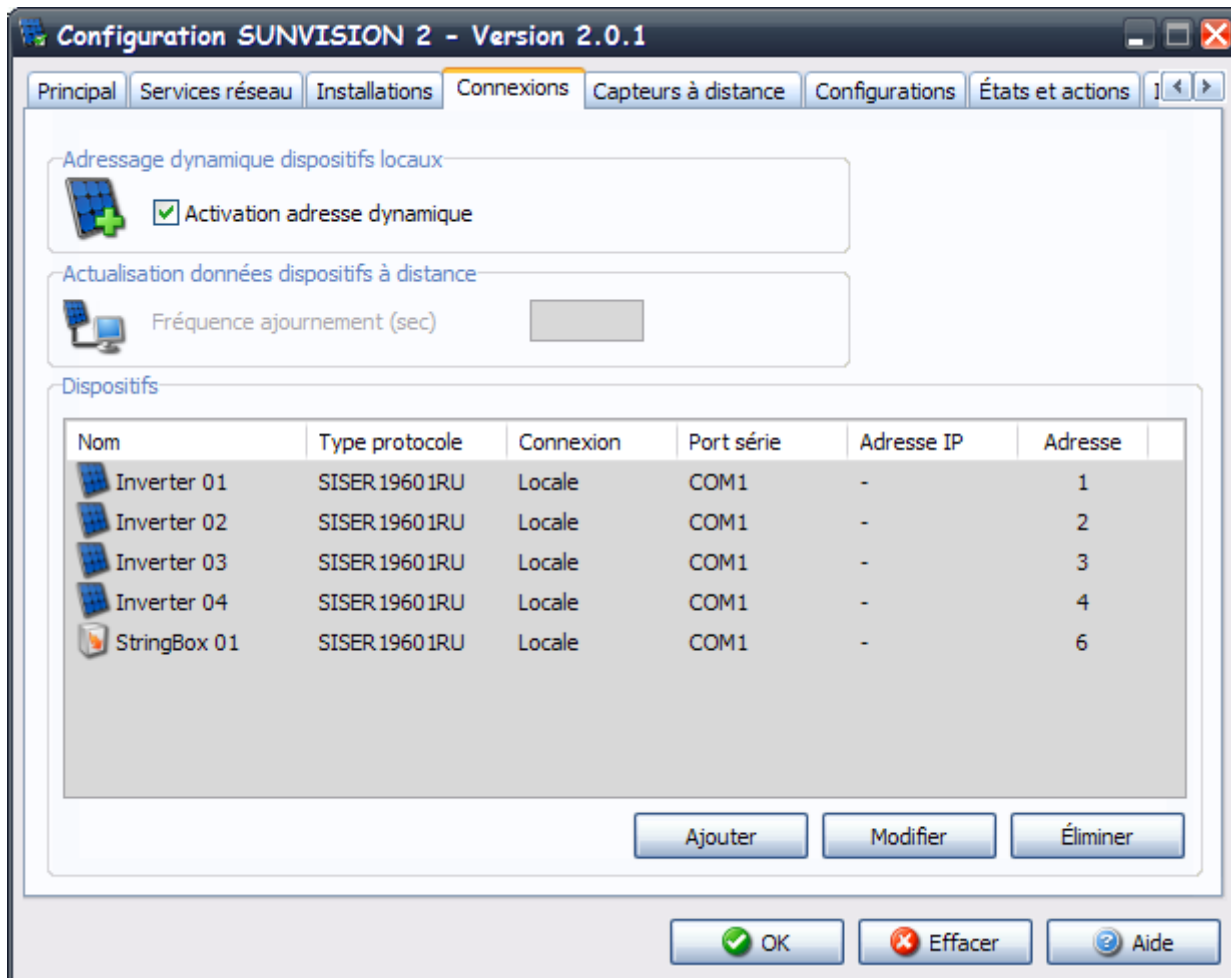 Configuration SUNVISION 2 - Version 2.0.1
Principal Services réseau Installations Connexions Capteurs à distance Configurations États et actions
Adressage dynamique dispositifs locaux
Activation adresse dynamique
Actualisation données dispositifs à distance
Fréquence ajournement (sec)
Dispositifs
Nom Type protocole Connexion Port série Adresse IP Adresse
Inverter 01 SISER19601RU Locale COM1 - 1
Inverter 02 SISER19601RU Locale COM1 - 2
Inverter 03 SISER19601RU Locale COM1 - 3
Inverter 04 SISER19601RU Locale COM1 - 4
StringBox 01 SISER19601RU Locale COM1 - 6
Ajouter Modifier Éliminer
OK Effacer Aide